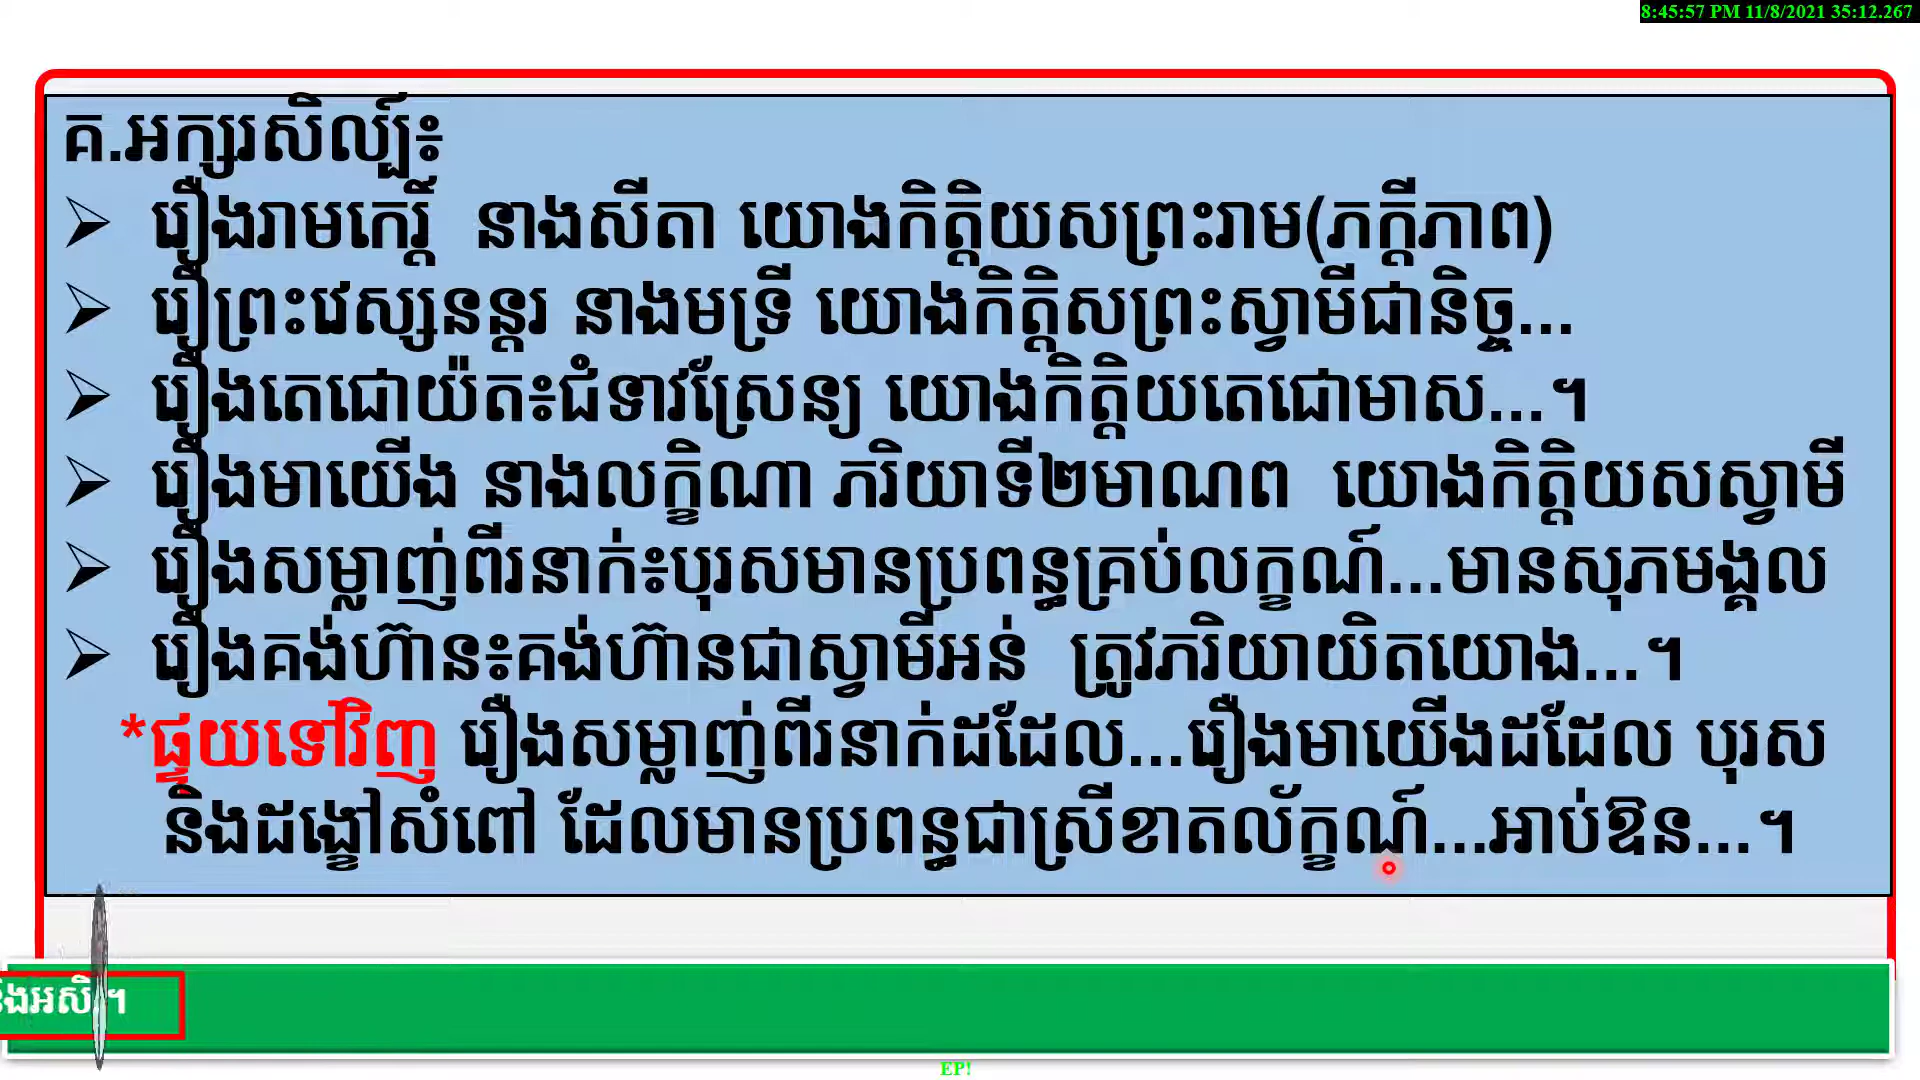 8:45:57 PM 11/8/2021 35:12.267
គ.អក្សរសិល្ប៍៖
➢ រឿងរាមកេរ្តិ៍ នាងសីតា យោងកិត្តិយសព្រះរាម(ភក្តីភាព)
➢ រឿព្រះវេស្សនន្តរ នាងមទ្រី យោងកិត្តិសព្រះស្វាមីជានិច្ច...
➢ រឿងតេជោយ៉ត៖ជំទាវស្រែន្យ យោងកិត្តិយតេជោមាស...។
➢ រឿងមាយើង នាងលក្ខិណា ភរិយាទី២មាណព យោងកិត្តិយសស្វាមី
➢ រឿងសម្លាញ់ពីរនាក់៖បុរសមានប្រពន្ធគ្រប់លក្ខណ៍...មានសុភមង្គល
➢ រឿងគង់ហ៊ាន៖គង់ហ៊ានជាស្វាមីអន់ ត្រូវភរិយាយិតយោង...។
*ផ្ទុយទៅវិញ រឿងសម្លាញ់ពីរនាក់ដដែល...រឿងមាយើងដដែល បុរស
និងដង្ខៅសំពៅ ដែលមានប្រពន្ធជាស្រីខាតល័ក្ខណ៍...អាប់ឱន...។
EP!